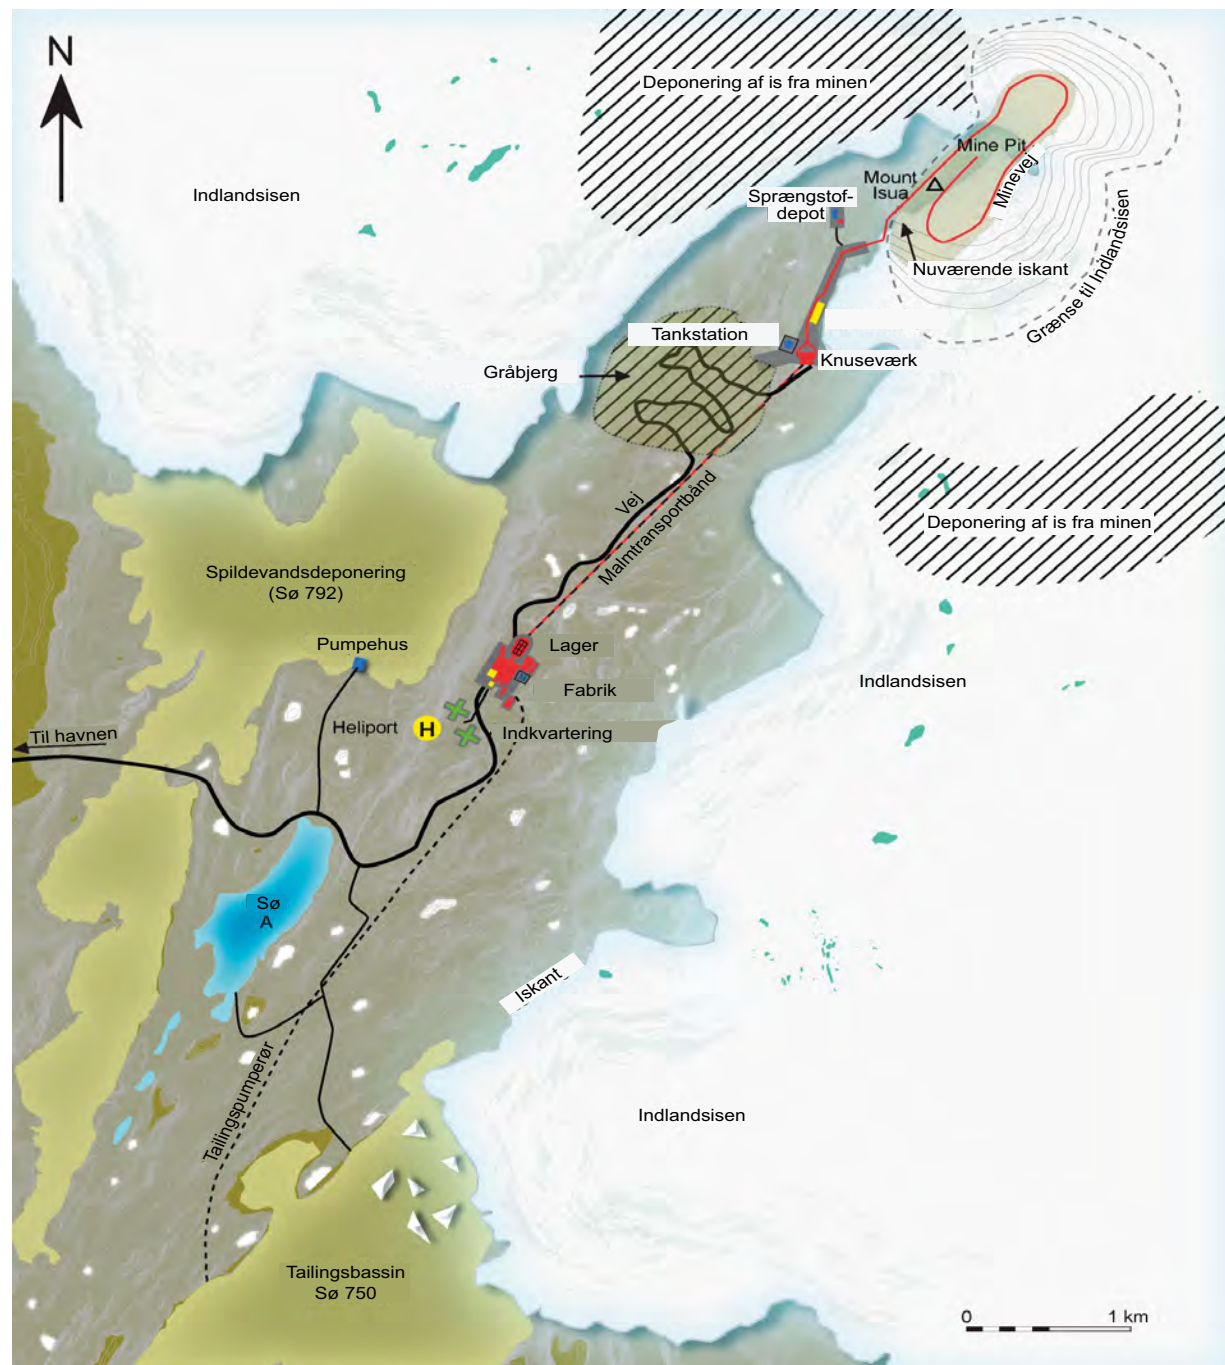 N
Deponering af is fra minen
Indlandsisen
Mine Pit
Mount
Isua
Minevej
Sprængstof-
depot
Nuværende iskant
Grænse til Indlandsisen
Tankstation
Knuseværk
Gråbjerg
Vej
Malmtransportbånd
Deponering af is fra minen
Spildevandsdeponering
(Sø 792)
Pumpehus
Lager
Fabrik
Indlandsisen
Heliport
H
Indkvartering
Til havnen
Sø
A
Iskant
Tailingspumperør
Indlandsisen
Tailingsbassin
Sø 750
0 1 km